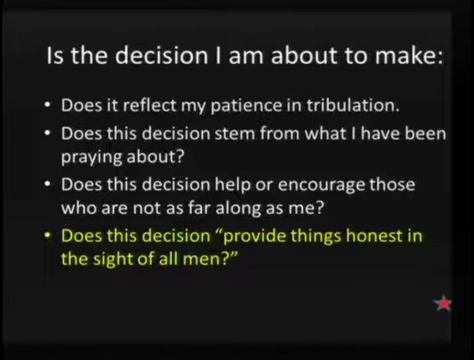 Is the decision I am about to make:
• Does it reflect my patience in tribulation.
• Does this decision stem from what I have been
praying about?
• Does this decision help or encourage those
who are not as far along as me?
• Does this decision “provide things honest in
the sight of all men?”